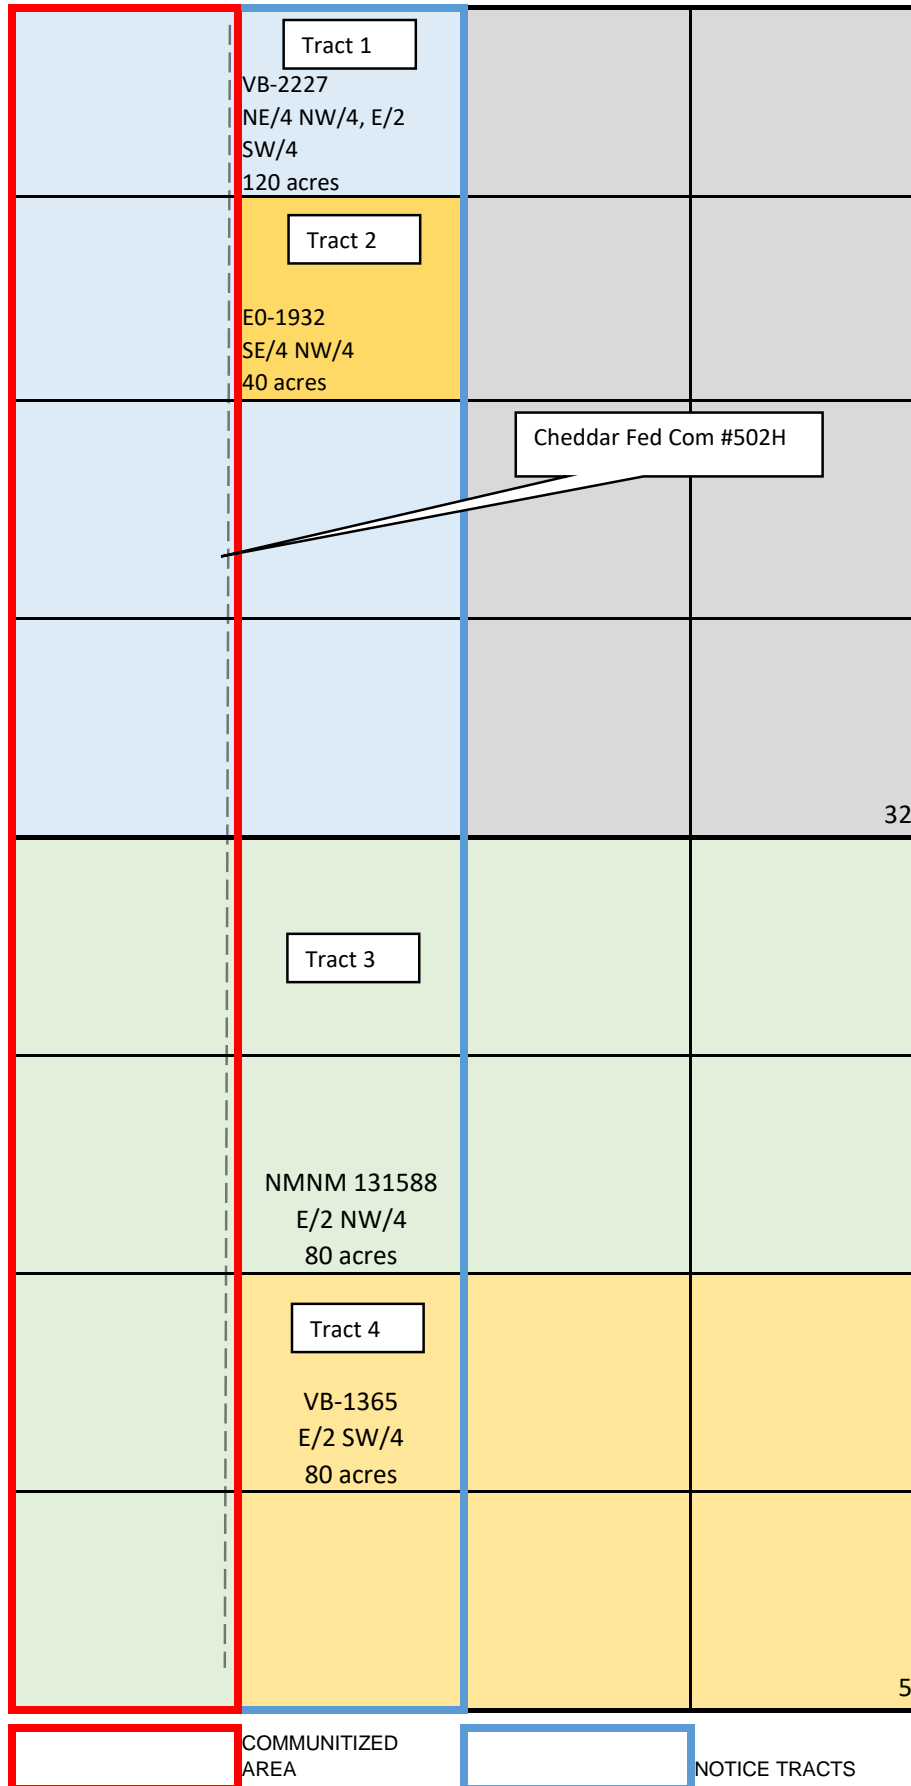 Tract 1
VB-2227
NE/4 NW/4, E/2
SW/4
120 acres
Tract 2
E0-1932
SE/4 NW/4
40 acres
Cheddar Fed Com #502H
32
Tract 3
NMNM 131588
E/2 NW/4
80 acres
Tract 4
VB-1365
E/2 SW/4
80 acres
5
COMMUNITIZED
AREA
NOTICE TRACTS